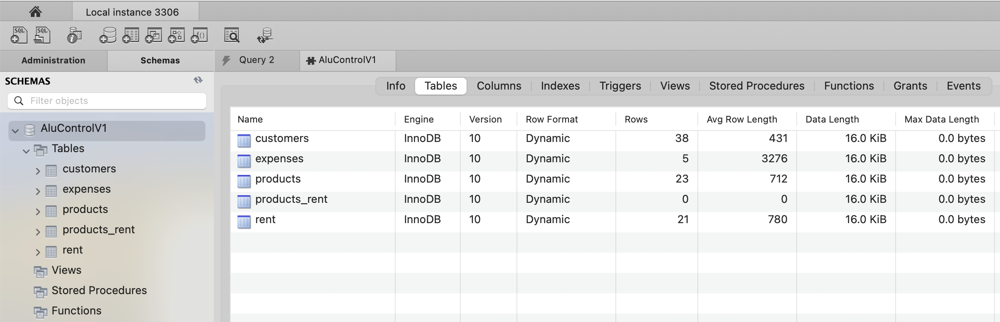 Local instance 3306
SQL SQL i f()
Administration Schemas Query 2 AluControlV1
SCHEMAS
Filter objects
Info Tables Columns Indexes Triggers Views Stored Procedures Functions Grants Events
AluControlV1
Tables
customers
expenses
products
products_rent
rent
Views
Stored Procedures
Functions
Name Engine Version Row Format Rows Avg Row Length Data Length Max Data Length
customers InnoDB 10 Dynamic 38 431 16.0 KiB 0.0 bytes
expenses InnoDB 10 Dynamic 5 3276 16.0 KiB 0.0 bytes
products InnoDB 10 Dynamic 23 712 16.0 KiB 0.0 bytes
products_rent InnoDB 10 Dynamic 0 0 16.0 KiB 0.0 bytes
rent InnoDB 10 Dynamic 21 780 16.0 KiB 0.0 bytes